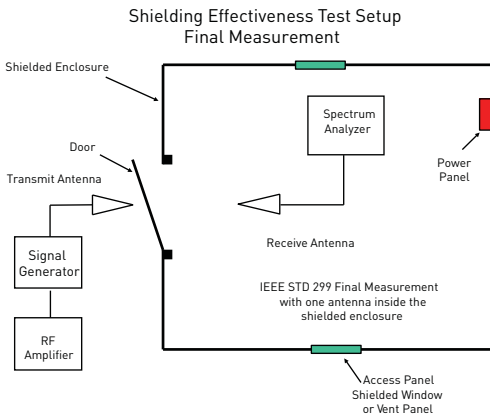 Shielding Effectiveness Test Setup
Final Measurement
Shielded Enclosure
Spectrum
Analyzer
Door
Power
Panel
Transmit Antenna
Receive Antenna
Signal
Generator
IEEE STD 299 Final Measurement
with one antenna inside the
shielded enclosure
RF
Amplifier
Access Panel
Shielded Window
or Vent Panel